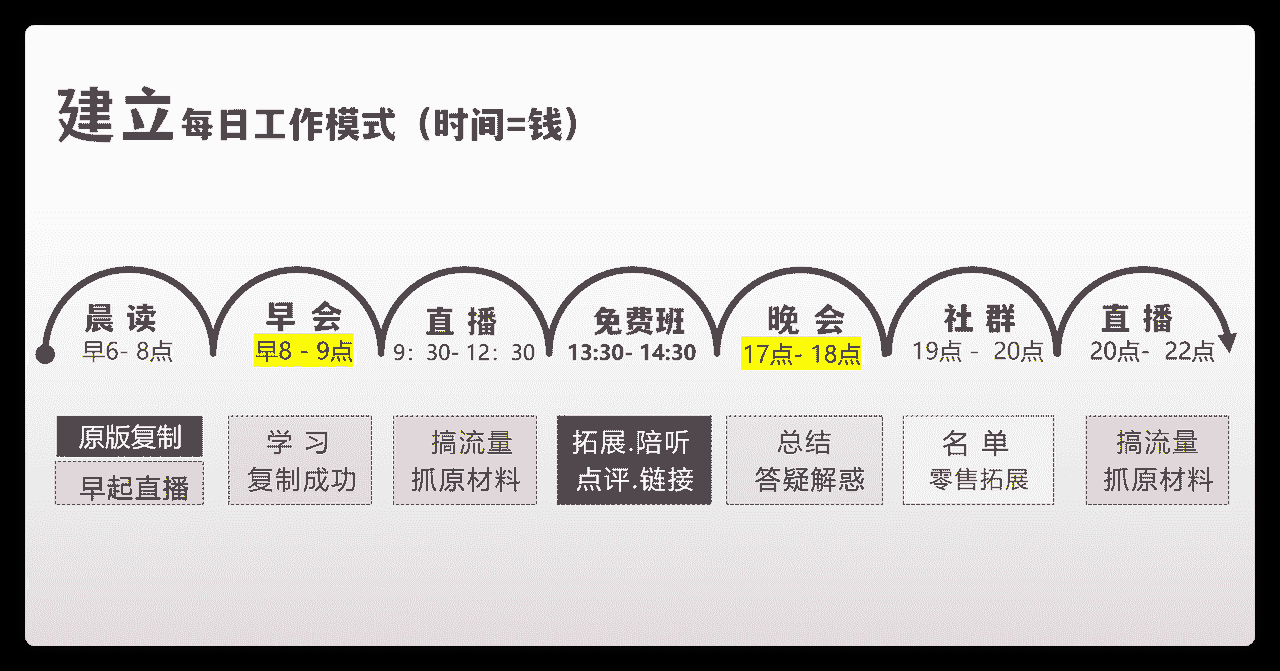 建立每日工作模式（时间=钱）
晨 读
早6- 8点
原版复制
早起直播
早 会
早8 - 9点
学 习
复制成功
直 播
9：30- 12：30
搞流量
抓原材料
免费班
13:30- 14:30
拓展.陪听
点评.链接
晚 会
17点- 18点
总结
答疑解惑
社 群
19点 - 20点
名 单
零售拓展
直 播
20点- 22点
搞流量
抓原材料